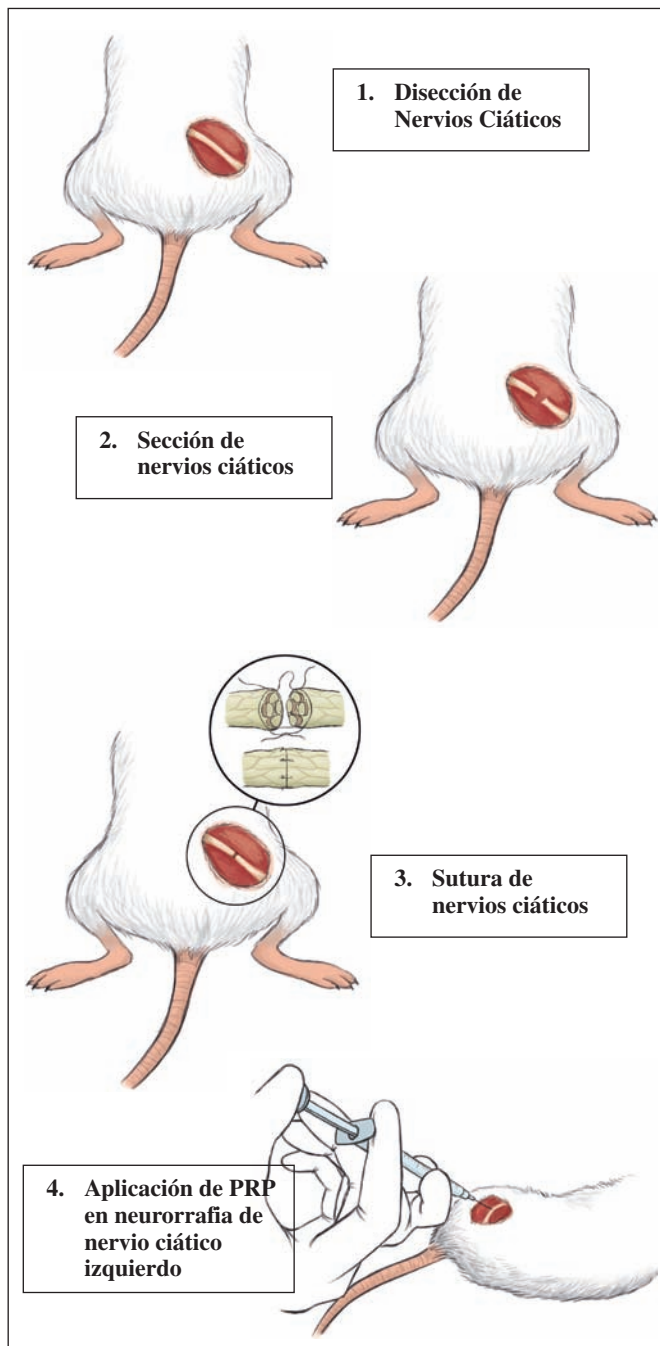 1. Disección de
Nervios Ciáticos
2. Sección de
nervios ciáticos
3. Sutura de
nervios ciáticos
4. Aplicación de PRP
en neurorrafia de
nervio ciático
izquierdo